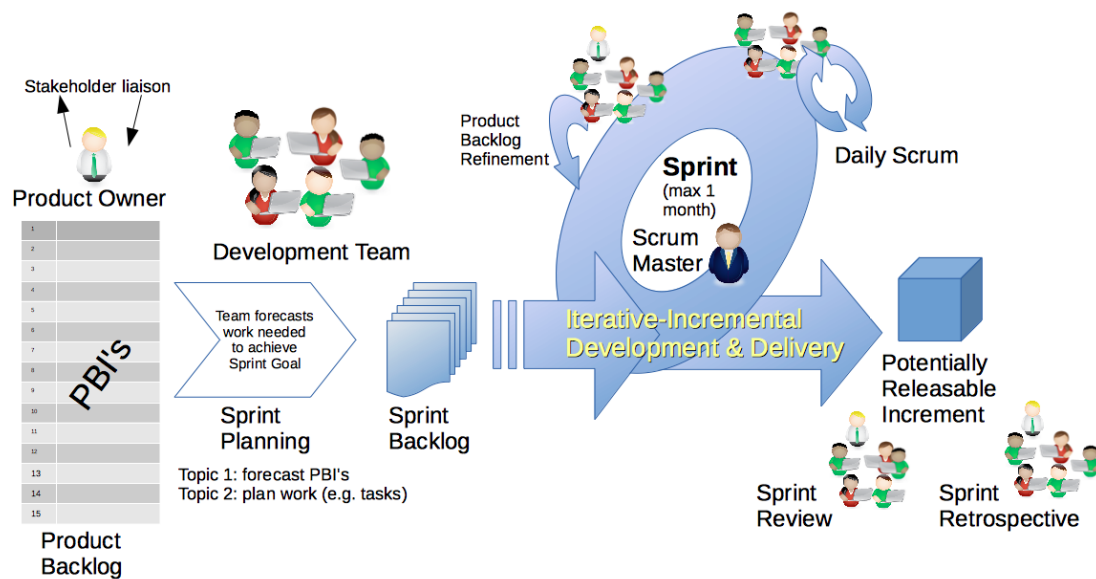 Stakeholder liaison
Product Owner
1
2
3
4
5
6
7
8
9
10
11
12
13
14
15
PBI's
Product
Backlog
Development Team
Team forecasts
work needed
to achieve
Sprint Goal
Sprint
Planning
Topic 1: forecast PBI's
Topic 2: plan work (e.g. tasks)
Sprint
Backlog
Product
Backlog
Refinement
Sprint
(max 1
month)
Scrum
Master
Daily Scrum
Iterative-Incremental
Development & Delivery
Potentially
Releasable
Increment
Sprint
Review
Sprint
Retrospective